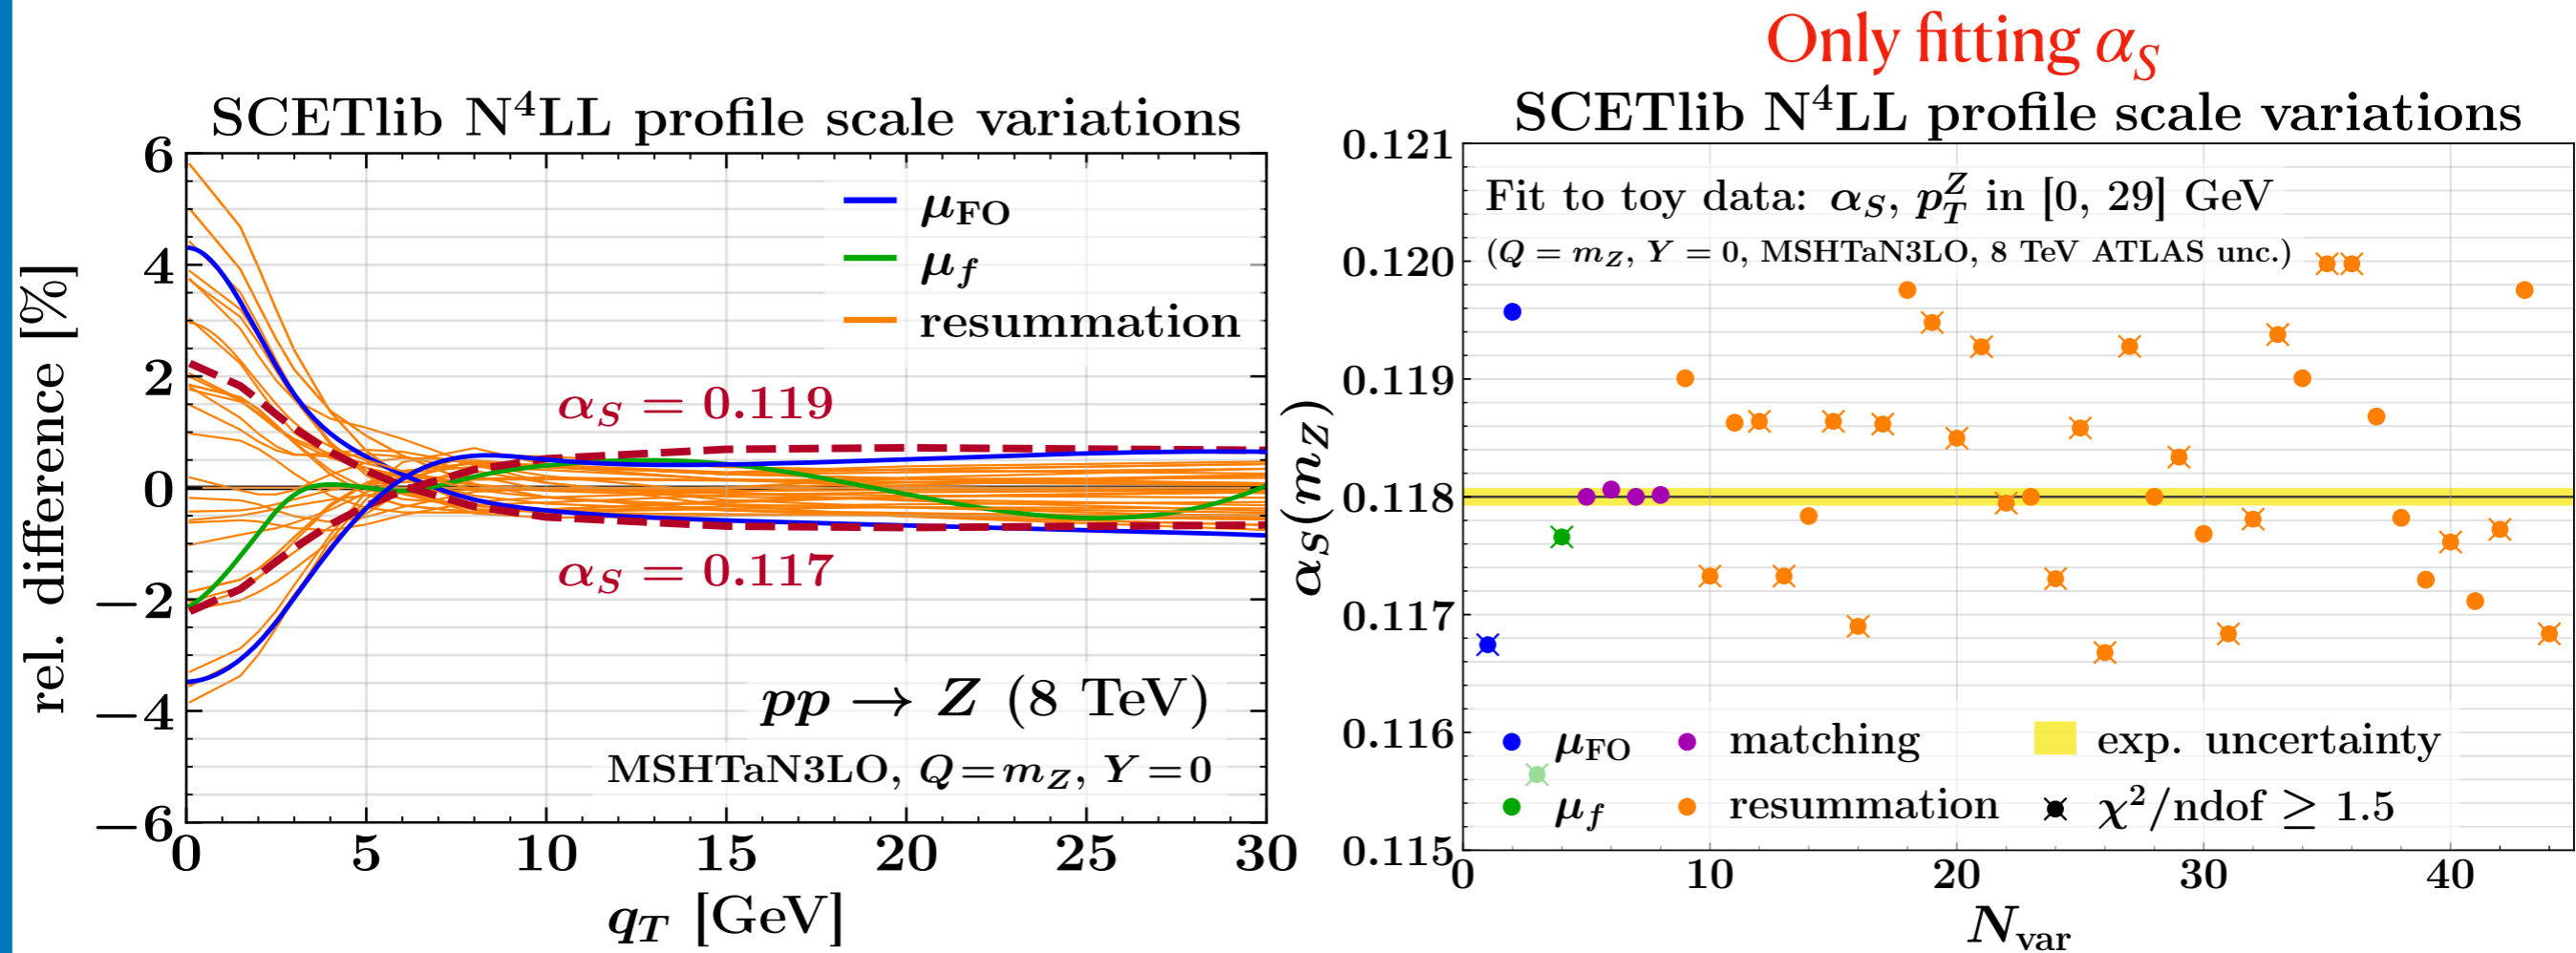 Only fitting αS
SCETlib N⁴LL profile scale variations
6
4
2
0
−2
−4
−6
rel. difference [%]
μFO
μf
resummation
αS = 0.119
αS = 0.117
pp → Z (8 TeV)
MSHTaN3LO, Q=mZ, Y=0
0 5 10 15 20 25 30
qT [GeV]
SCETlib N⁴LL profile scale variations
0.121
0.120
0.119
0.118
0.117
0.116
0.115
αS(mZ)
Fit to toy data: αS, pTZ in [0, 29] GeV
(Q = mZ, Y = 0, MSHTaN3LO, 8 TeV ATLAS unc.)
μFO matching exp. uncertainty
μf resummation χ²/ndof ≥ 1.5
0 10 20 30 40
Nvar